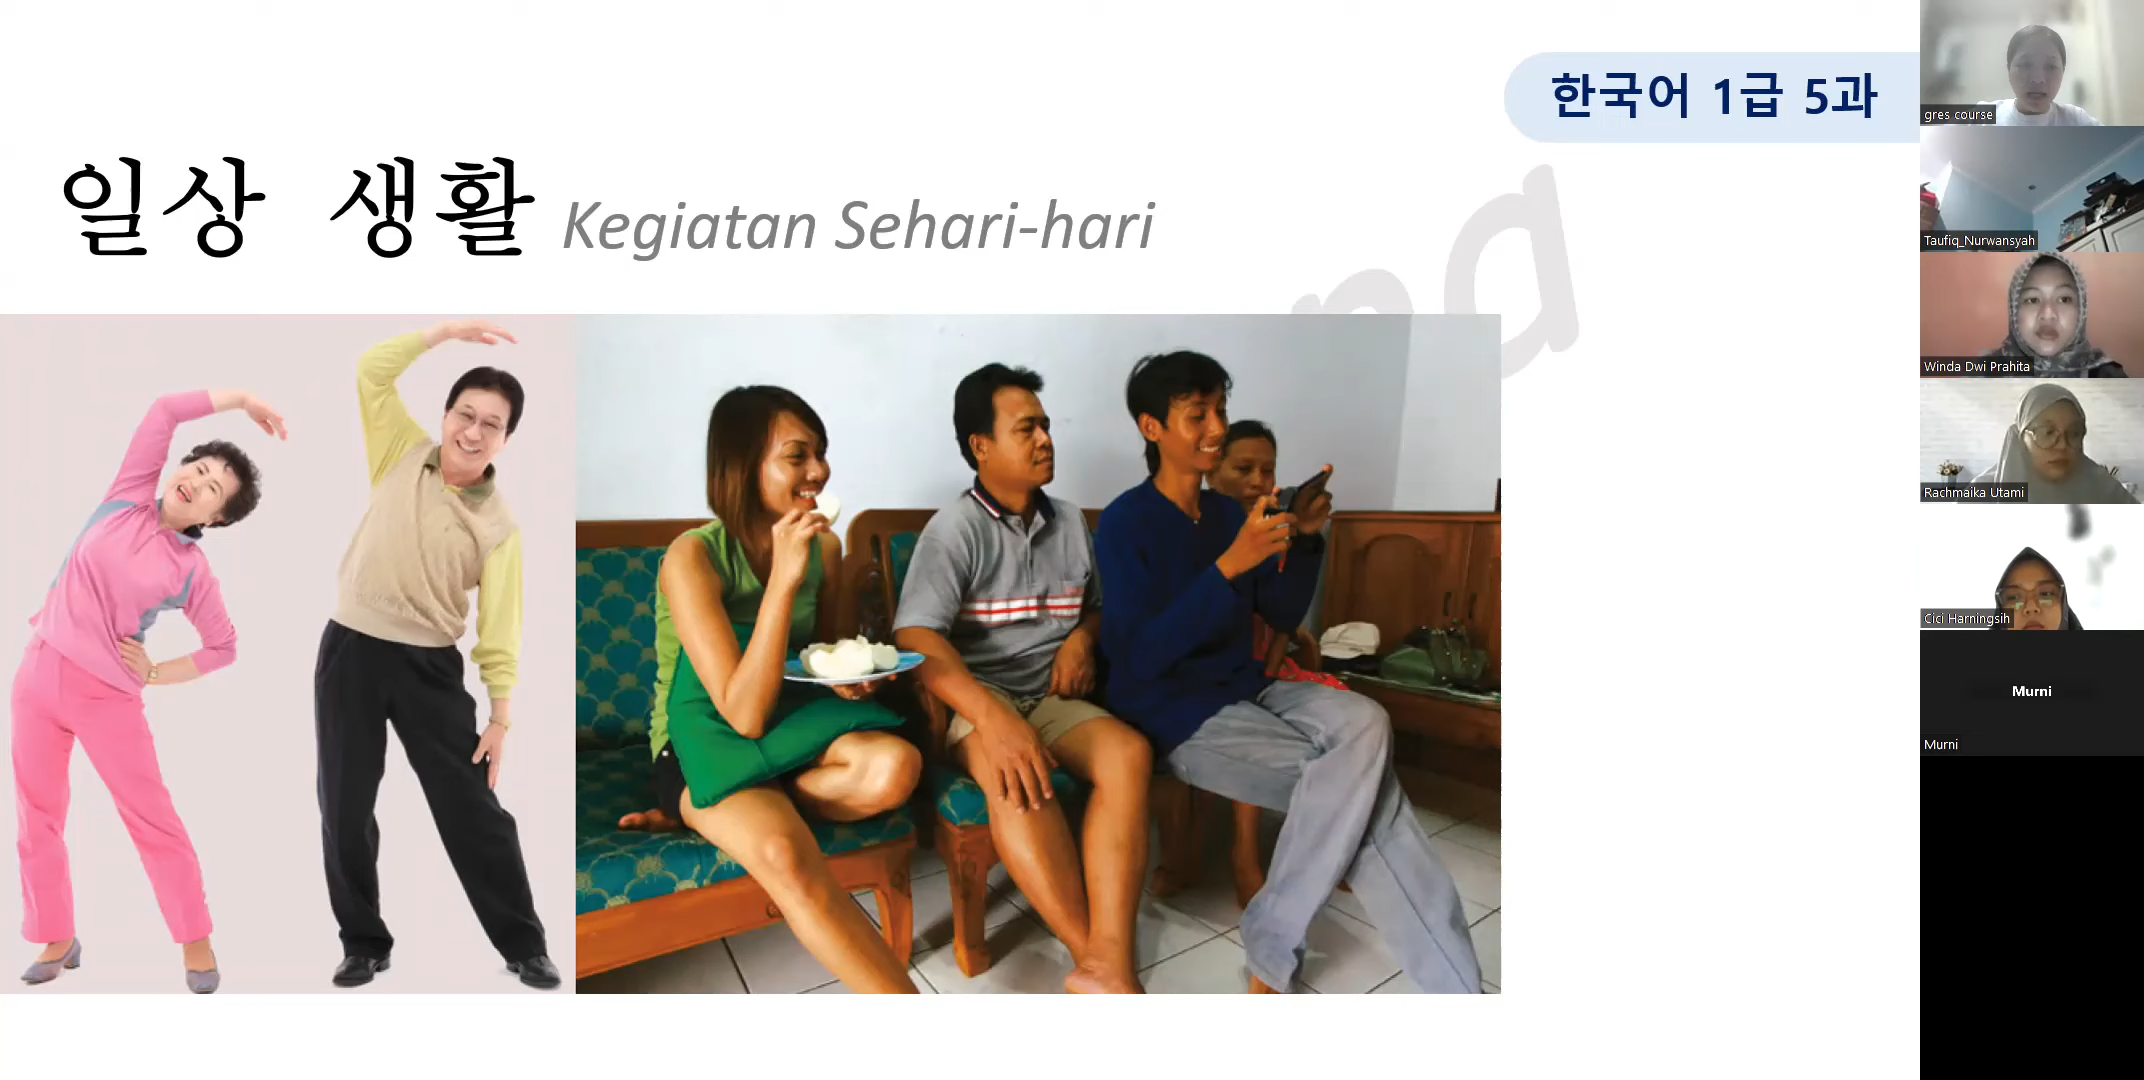 한국어 1급 5과
일상 생활 Kegiatan Sehari-hari
gres course
Taufiq_Nurwansyah
Winda Dwi Prahita
Rachmaika Utami
Cici Harningsih
Murni
Murni